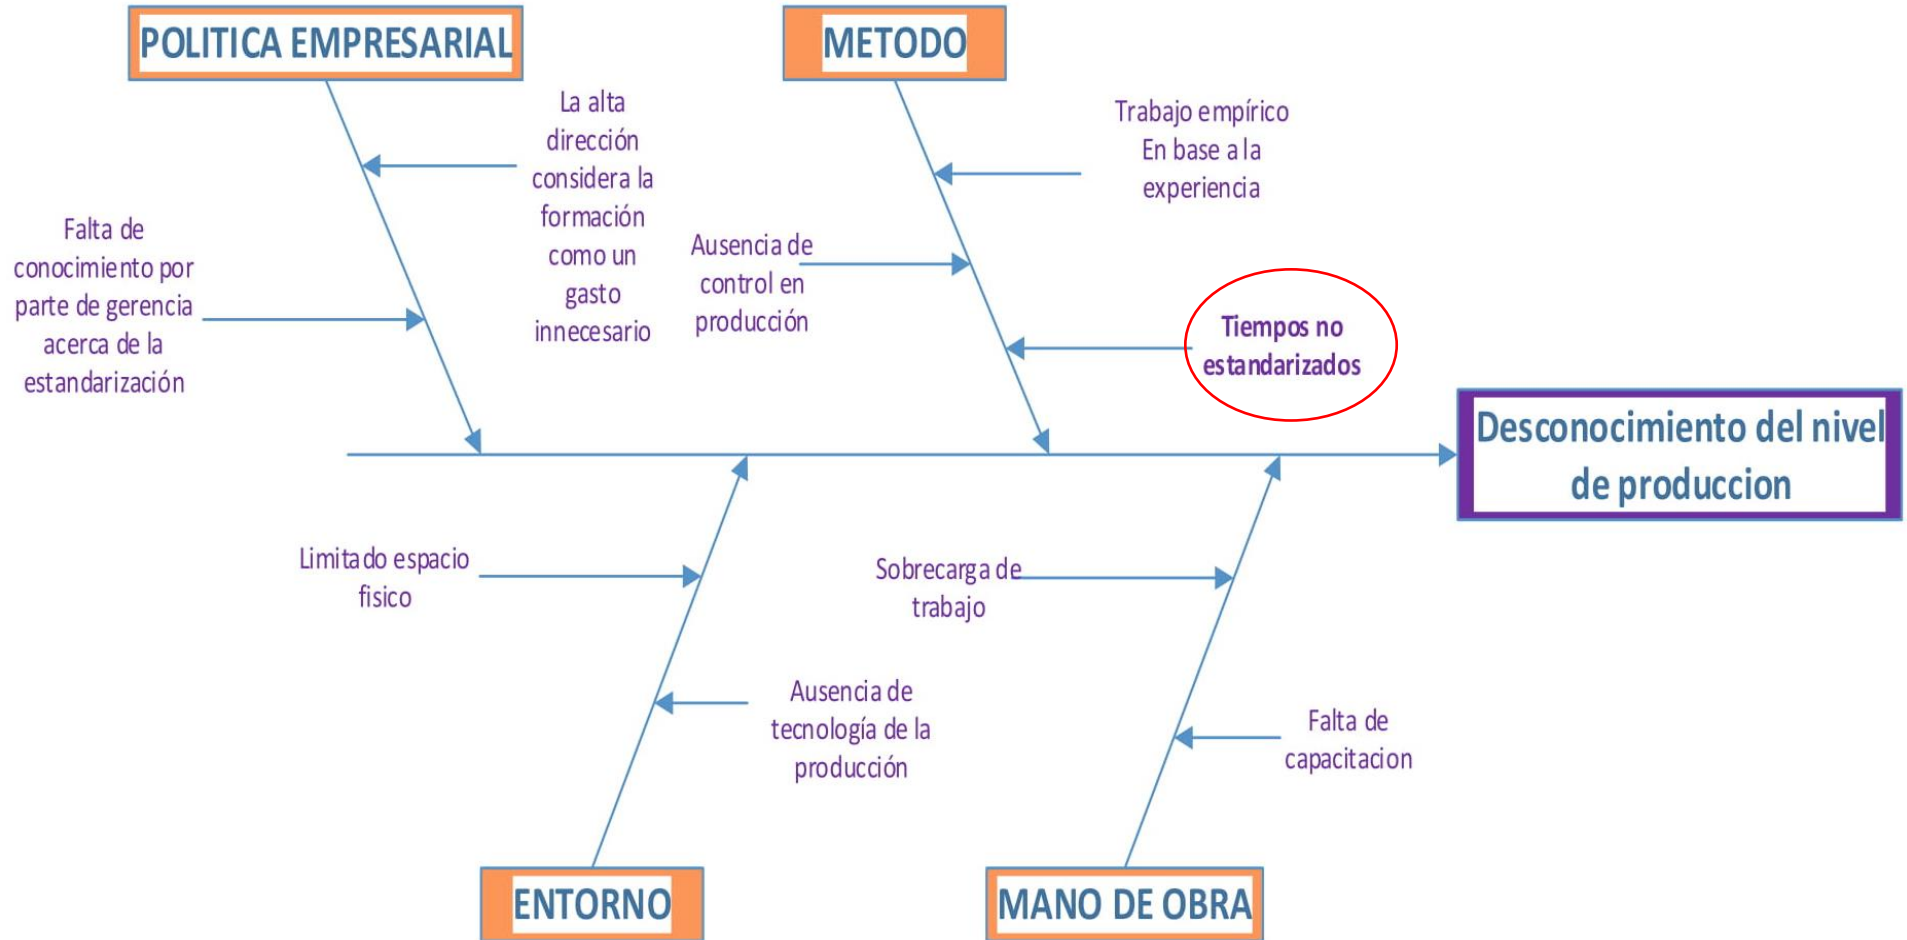 POLITICA EMPRESARIAL
METODO
La alta
dirección
considera la
formación
como un
gasto
innecesario
Trabajo empírico
En base a la
experiencia
Falta de
conocimiento por
parte de gerencia
acerca de la
estandarización
Ausencia de
control en
producción
Tiempos no
estandarizados
Desconocimiento del nivel
de produccion
Limitado espacio
fisico
Sobrecarga de
trabajo
Ausencia de
tecnología de la
producción
Falta de
capacitacion
ENTORNO
MANO DE OBRA